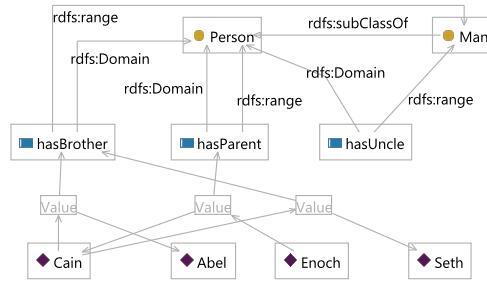 rdfs:range
Person
rdfs:subClassOf
Man
rdfs:Domain
rdfs:Domain
rdfs:Domain
rdfs:range
rdfs:range
hasBrother
hasParent
hasUncle
Value
Value
Value
Cain
Abel
Enoch
Seth